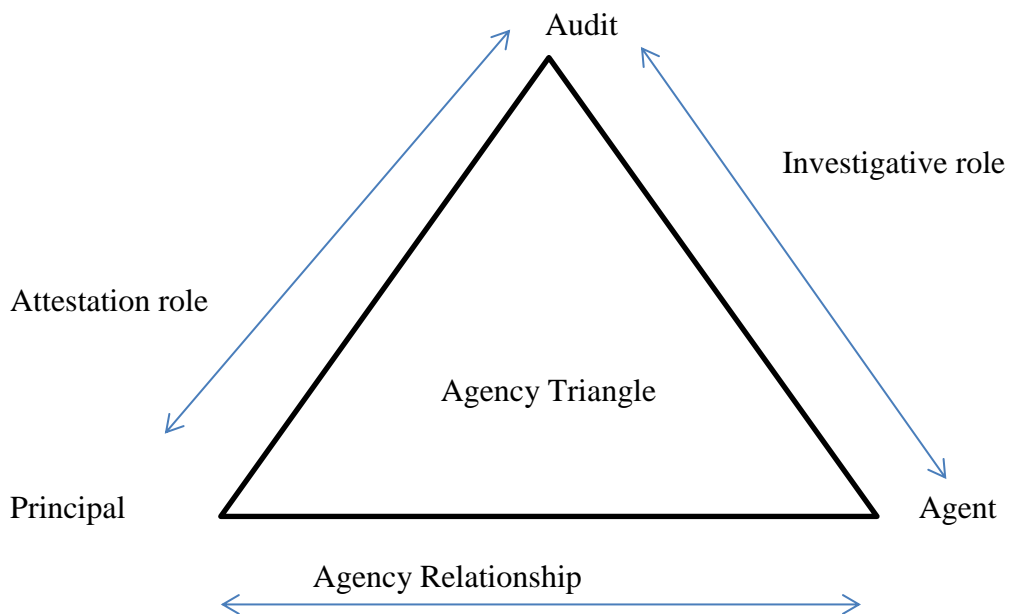 Audit
Investigative role
Attestation role
Agency Triangle
Principal
Agent
Agency Relationship